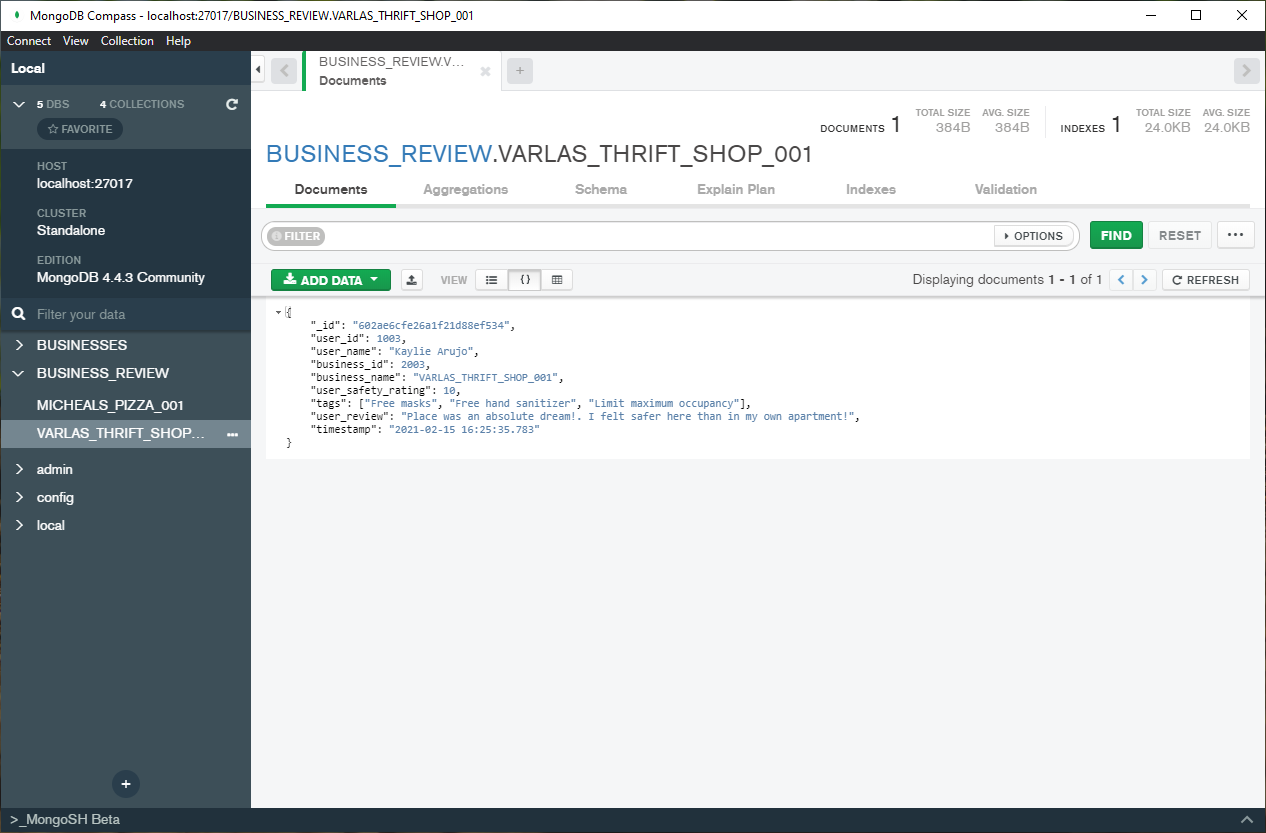 MongoDB Compass - localhost:27017/BUSINESS_REVIEW.VARLAS_THRIFT_SHOP_001
Connect View Collection Help
Local
5 DBS 4 COLLECTIONS
FAVORITE
HOST
localhost:27017
CLUSTER
Standalone
EDITION
MongoDB 4.4.3 Community
Filter your data
BUSINESSES
BUSINESS_REVIEW
MICHEALS_PIZZA_001
VARLAS_THRIFT_SHOP...
admin
config
local
BUSINESS_REVIEW.V...
Documents
DOCUMENTS 1 TOTAL SIZE 384B AVG. SIZE 384B INDEXES 1 TOTAL SIZE 24.0KB AVG. SIZE 24.0KB
BUSINESS_REVIEW.VARLAS_THRIFT_SHOP_001
Documents Aggregations Schema Explain Plan Indexes Validation
FILTER OPTIONS FIND RESET
ADD DATA VIEW {} Displaying documents 1 - 1 of 1 REFRESH
{
"_id": "602ae6cfe26a1f21d88ef534",
"user_id": 1003,
"user_name": "Kaylie Arujo",
"business_id": 2003,
"business_name": "VARLAS_THRIFT_SHOP_001",
"user_safety_rating": 10,
"tags": ["Free masks", "Free hand sanitizer", "Limit maximum occupancy"],
"user_review": "Place was an absolute dream!. I felt safer here than in my own apartment!",
"timestamp": "2021-02-15 16:25:35.783"
}
>_MongoSH Beta